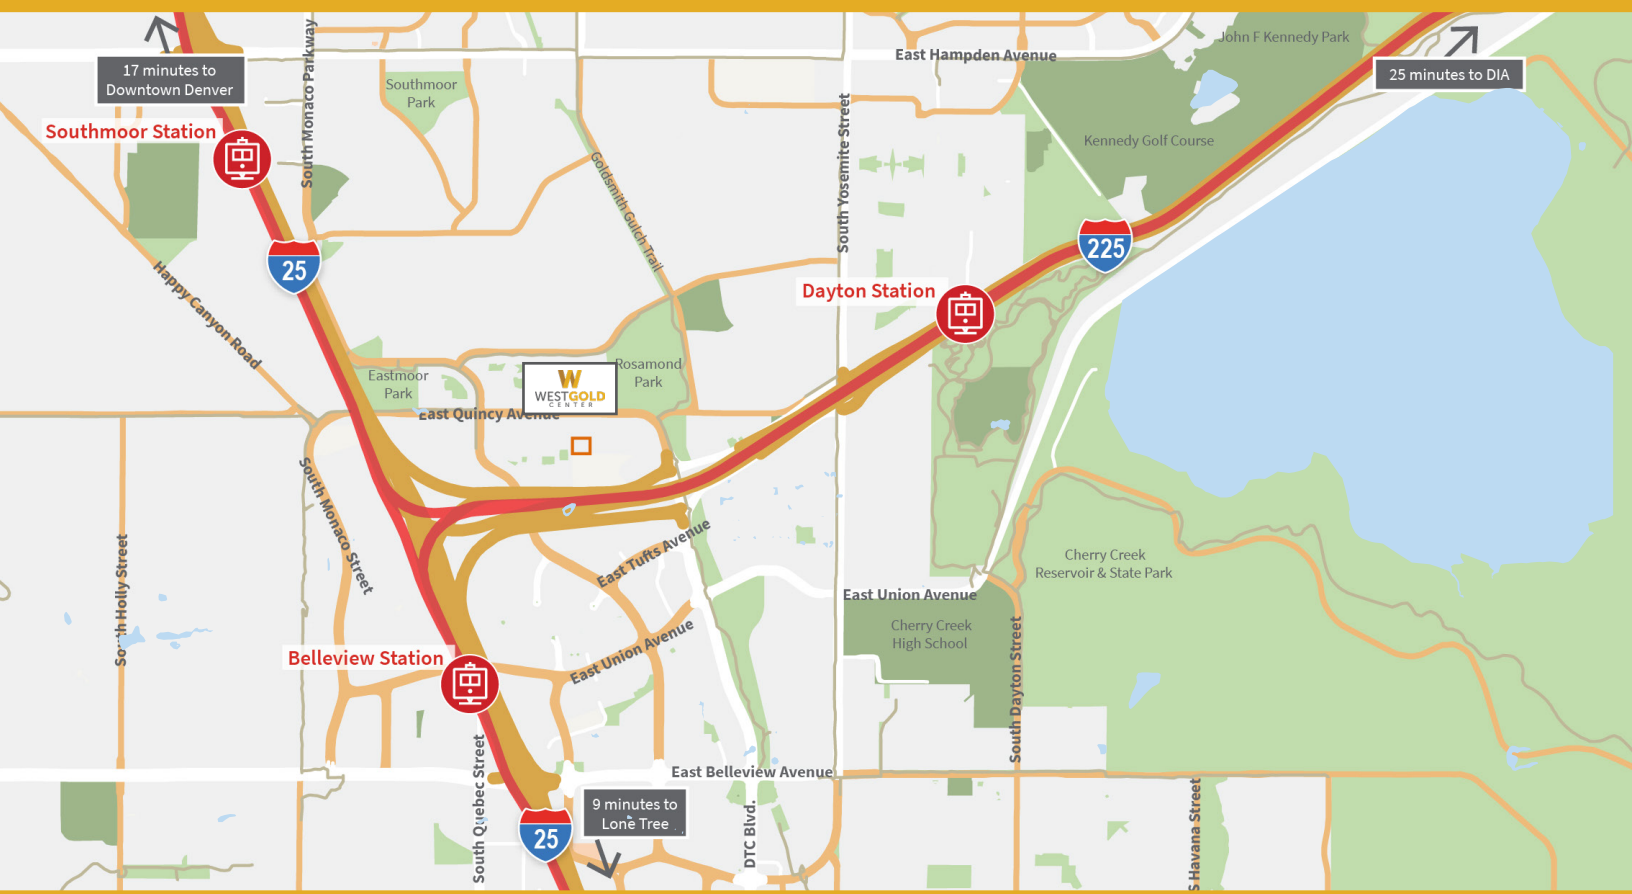 17 minutes to
Downtown Denver
Southmoor Station
South Monaco Parkway
Southmoor
Park
East Hampden Avenue
John F Kennedy Park
25 minutes to DIA
Kennedy Golf Course
Goldsmith Gulch Trail
South Yosemite Street
225
25
Happy Canyon Road
Dayton Station
Eastmoor
Park
W
WESTGOLD
CENTER
Rosamond
Park
East Quincy Avenue
South Monaco Street
South Holly Street
East Tufts Avenue
Cherry Creek
Reservoir & State Park
East Union Avenue
Cherry Creek
High School
East Union Avenue
Belleview Station
South Dayton Street
South Quebec Street
East Belleview Avenue
9 minutes to
Lone Tree
25
DTC Blvd.
S Havana Street